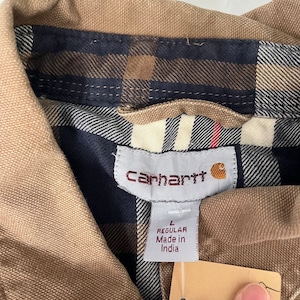 carhartt
L
REGULAR
Made in
India